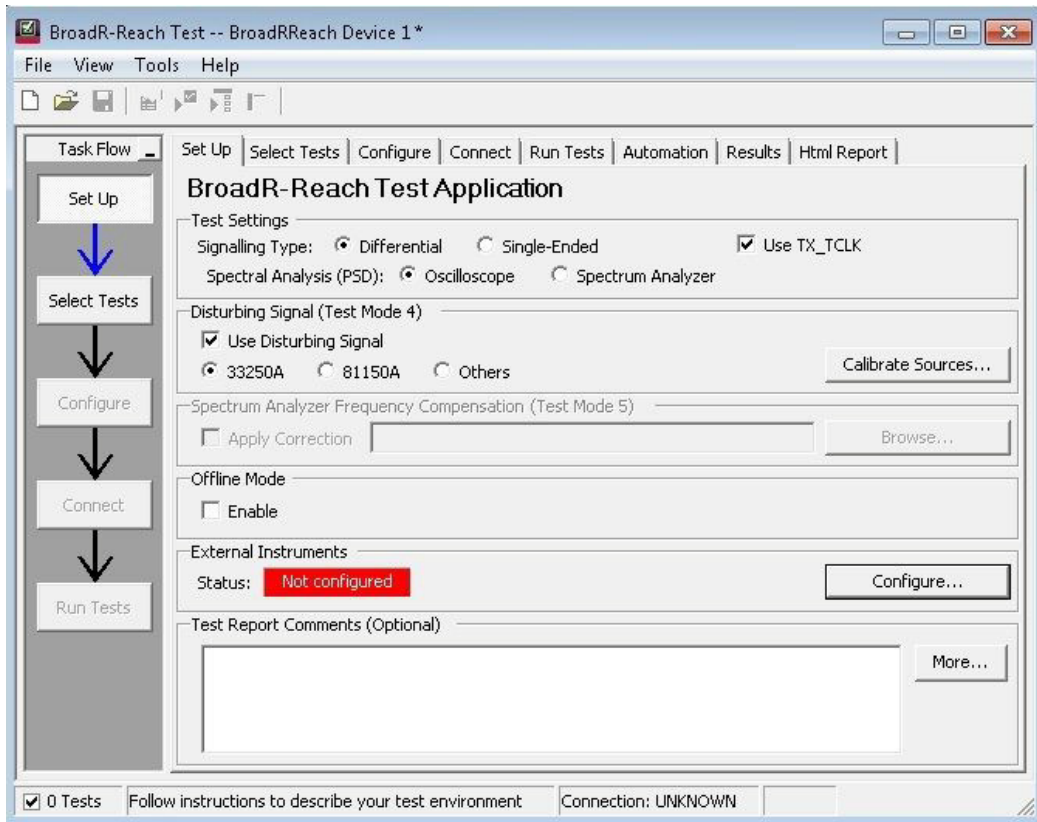 BroadR-Reach Test -- BroadRReach Device 1*
File View Tools Help
Task Flow
Set Up
Select Tests
Configure
Connect
Run Tests
Set Up Select Tests Configure Connect Run Tests Automation Results Html Report
BroadR-Reach Test Application
Test Settings
Signalling Type: Differential Single-Ended Use TX_TCLK
Spectral Analysis (PSD): Oscilloscope Spectrum Analyzer
Disturbing Signal (Test Mode 4)
Use Disturbing Signal
33250A 81150A Others Calibrate Sources...
Spectrum Analyzer Frequency Compensation (Test Mode 5)
Apply Correction Browse...
Offline Mode
Enable
External Instruments
Status: Not configured Configure...
Test Report Comments (Optional)
More...
0 Tests Follow instructions to describe your test environment Connection: UNKNOWN